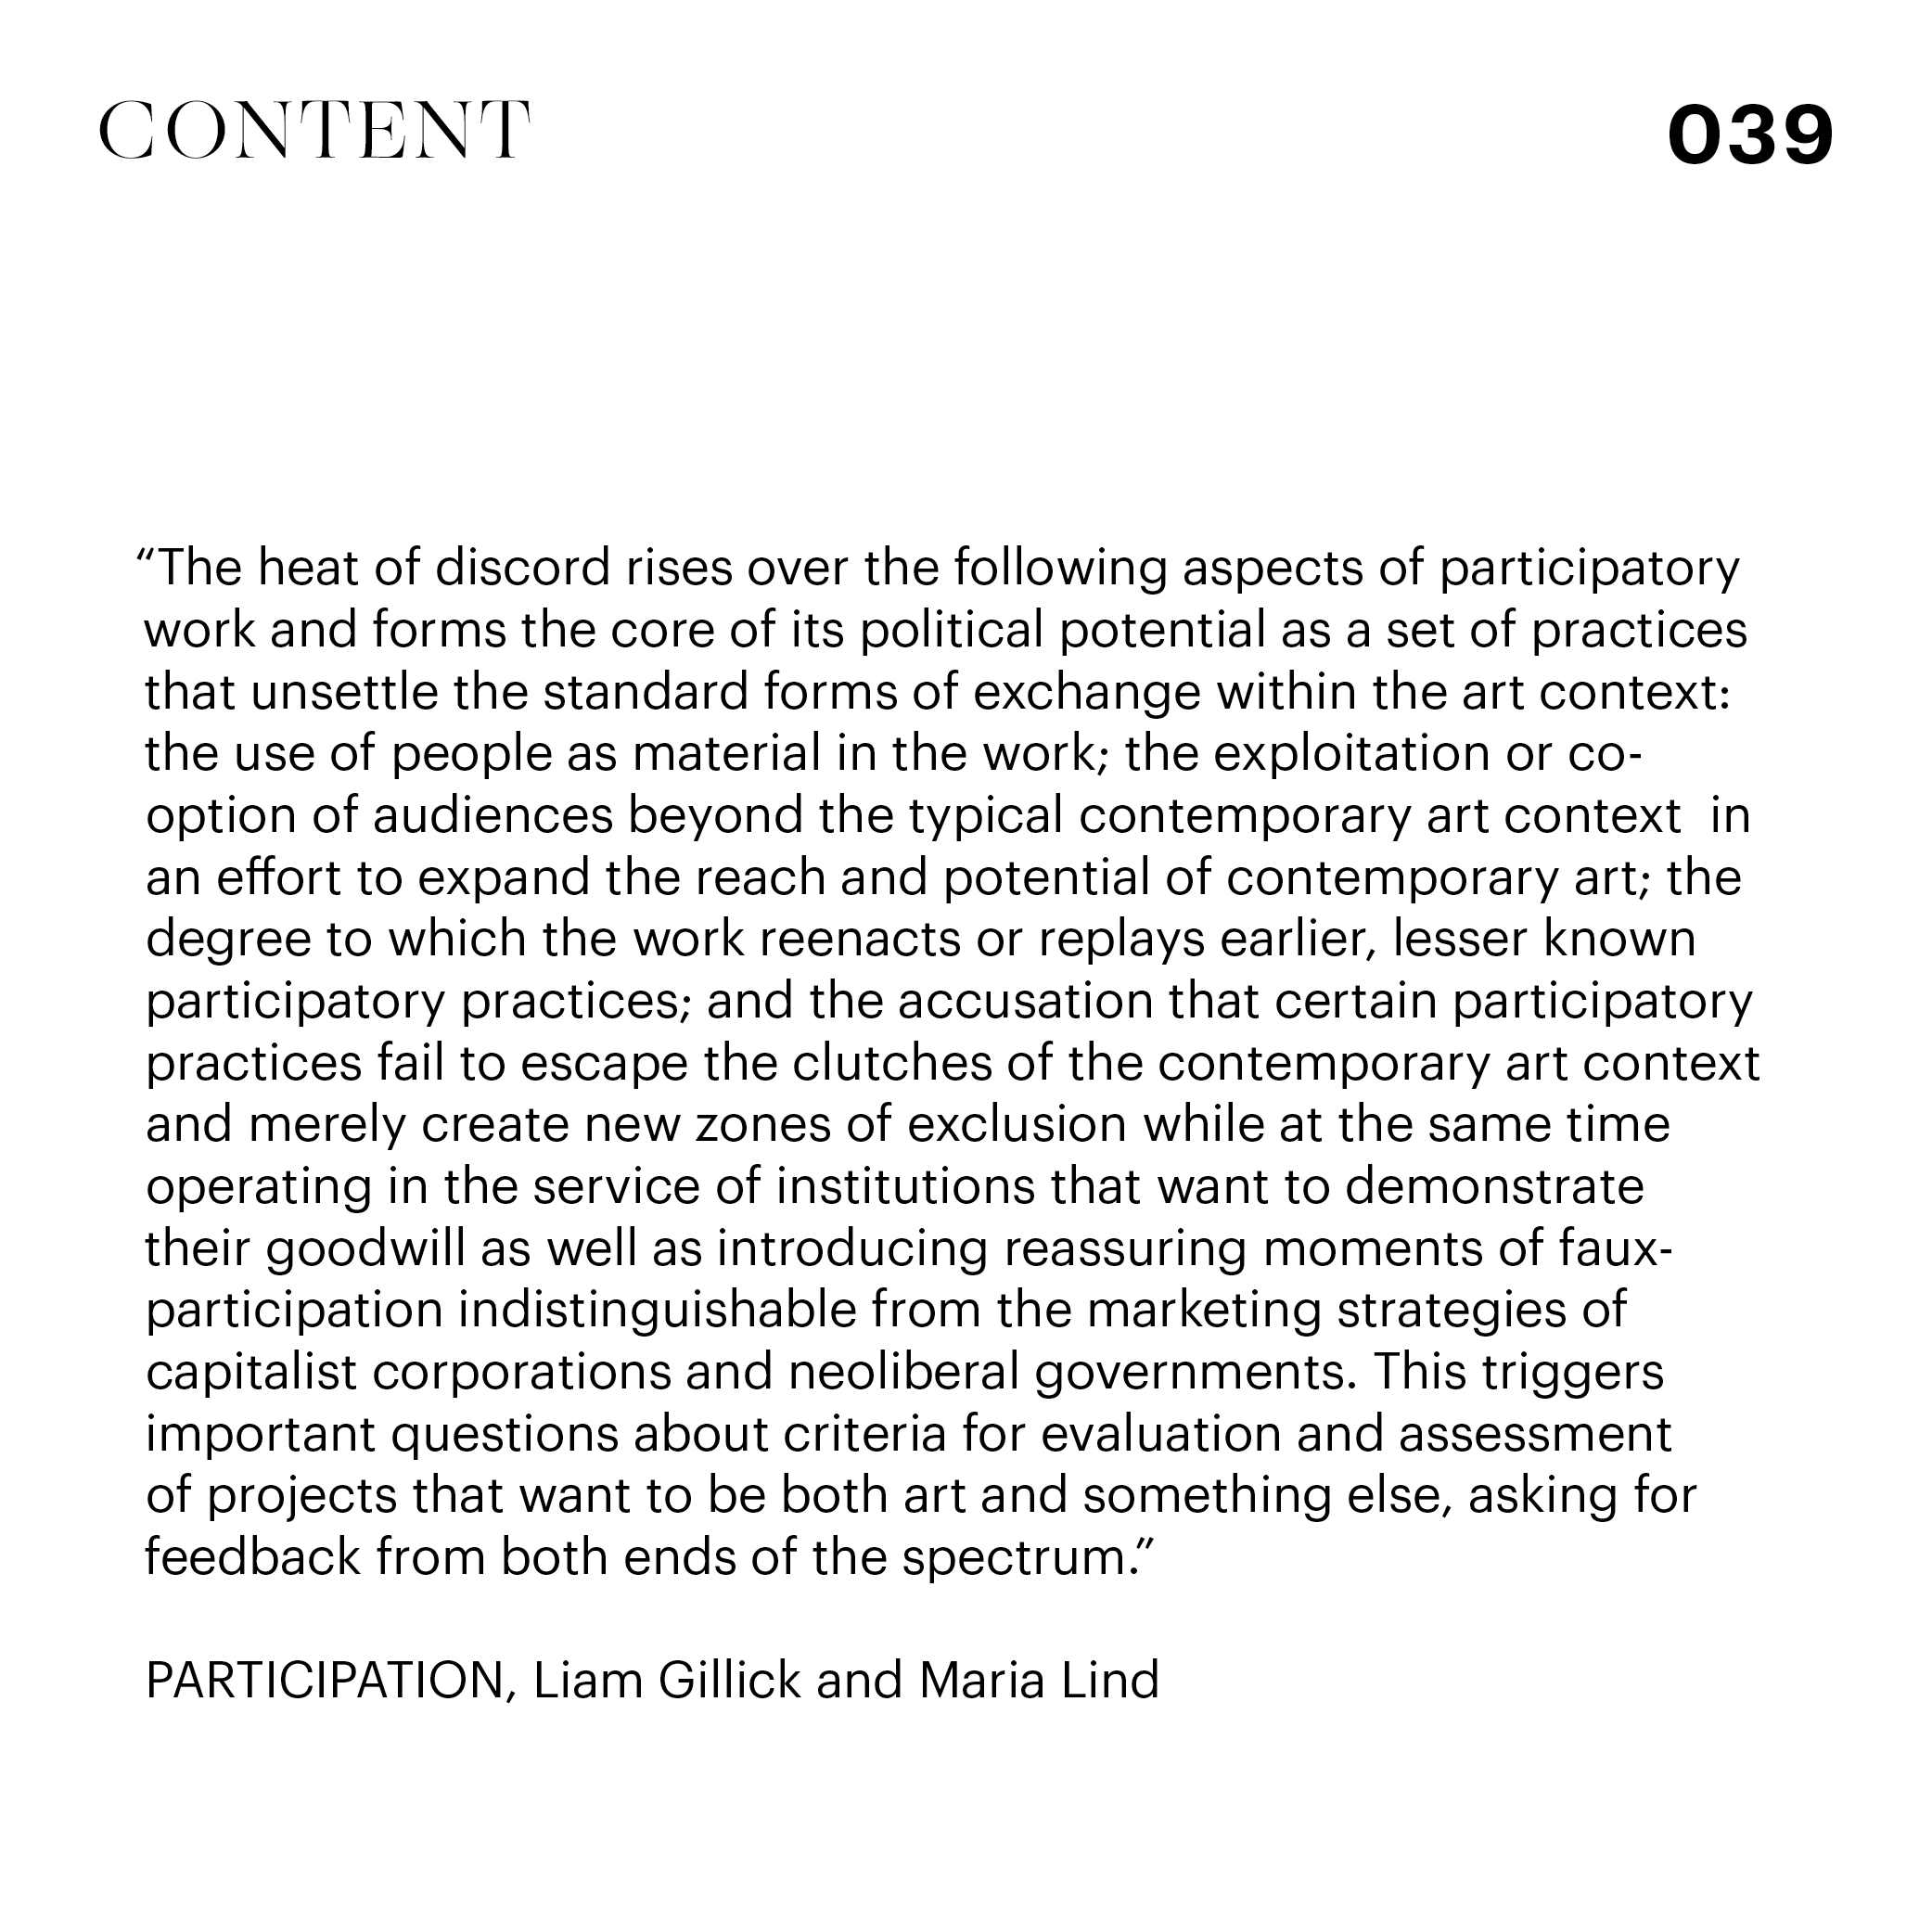 CONTENT
039
“The heat of discord rises over the following aspects of participatory
work and forms the core of its political potential as a set of practices
that unsettle the standard forms of exchange within the art context:
the use of people as material in the work; the exploitation or co-
option of audiences beyond the typical contemporary art context  in
an effort to expand the reach and potential of contemporary art; the
degree to which the work reenacts or replays earlier, lesser known
participatory practices; and the accusation that certain participatory
practices fail to escape the clutches of the contemporary art context
and merely create new zones of exclusion while at the same time
operating in the service of institutions that want to demonstrate
their goodwill as well as introducing reassuring moments of faux-
participation indistinguishable from the marketing strategies of
capitalist corporations and neoliberal governments. This triggers
important questions about criteria for evaluation and assessment
of projects that want to be both art and something else, asking for
feedback from both ends of the spectrum.”
PARTICIPATION, Liam Gillick and Maria Lind